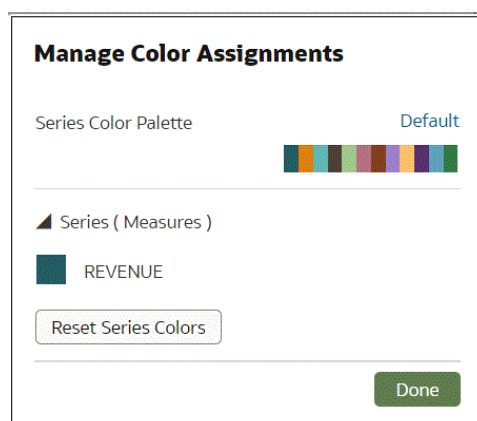 Manage Color Assignments
Series Color Palette
Default
Series ( Measures )
REVENUE
Reset Series Colors
Done